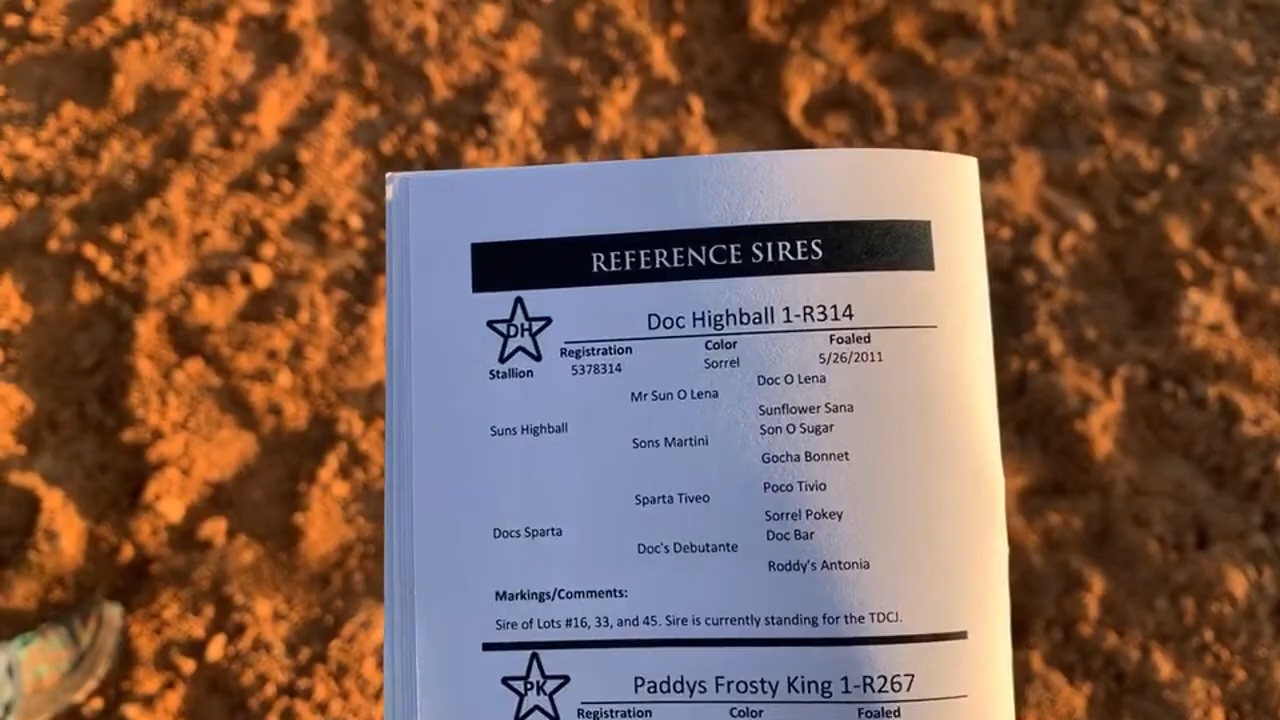 REFERENCE SIRES
DH
Doc Highball 1-R314
Registration Color Foaled
Stallion 5378314 Sorrel 5/26/2011
Doc O Lena
Mr Sun O Lena
Sunflower Sana
Suns Highball Son O Sugar
Sons Martini
Gocha Bonnet
Poco Tivio
Sparta Tiveo
Sorrel Pokey
Docs Sparta Doc Bar
Doc's Debutante
Roddy's Antonia
Markings/Comments:
Sire of Lots #16, 33, and 45. Sire is currently standing for the TDCJ.
PK
Paddys Frosty King 1-R267
Registration Color Foaled